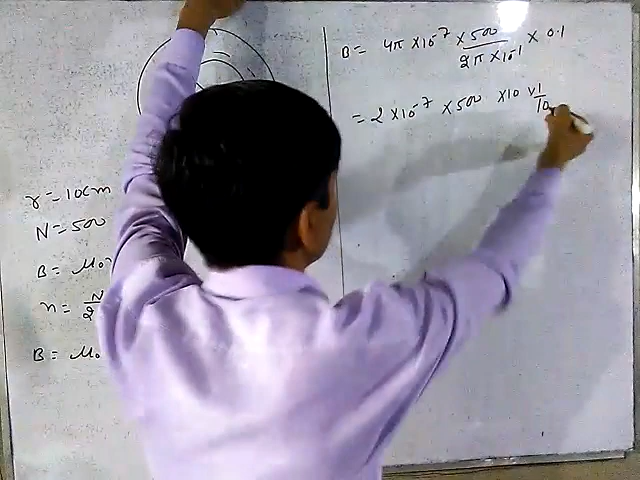 r = 10cm
N = 500
B = μ₀
n = N/2
B = μ₀
B = 4π × 10⁻⁷ × 500/2π × 10⁻¹ × 0.1
= 2 × 10⁻⁷ × 500 × 10 × 1/10